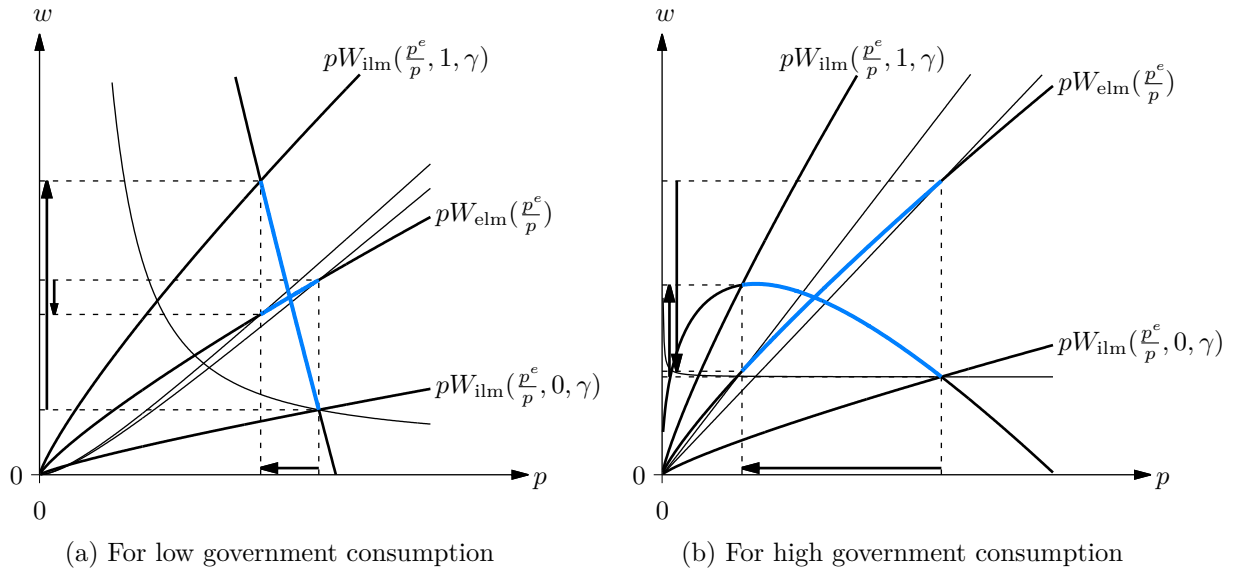 w
pW_ilm(p^e/p, 1, γ)
pW_elm(p^e/p)
pW_ilm(p^e/p, 0, γ)
0
p
0
(a) For low government consumption
w
pW_ilm(p^e/p, 1, γ)
pW_elm(p^e/p)
pW_ilm(p^e/p, 0, γ)
0
p
0
(b) For high government consumption